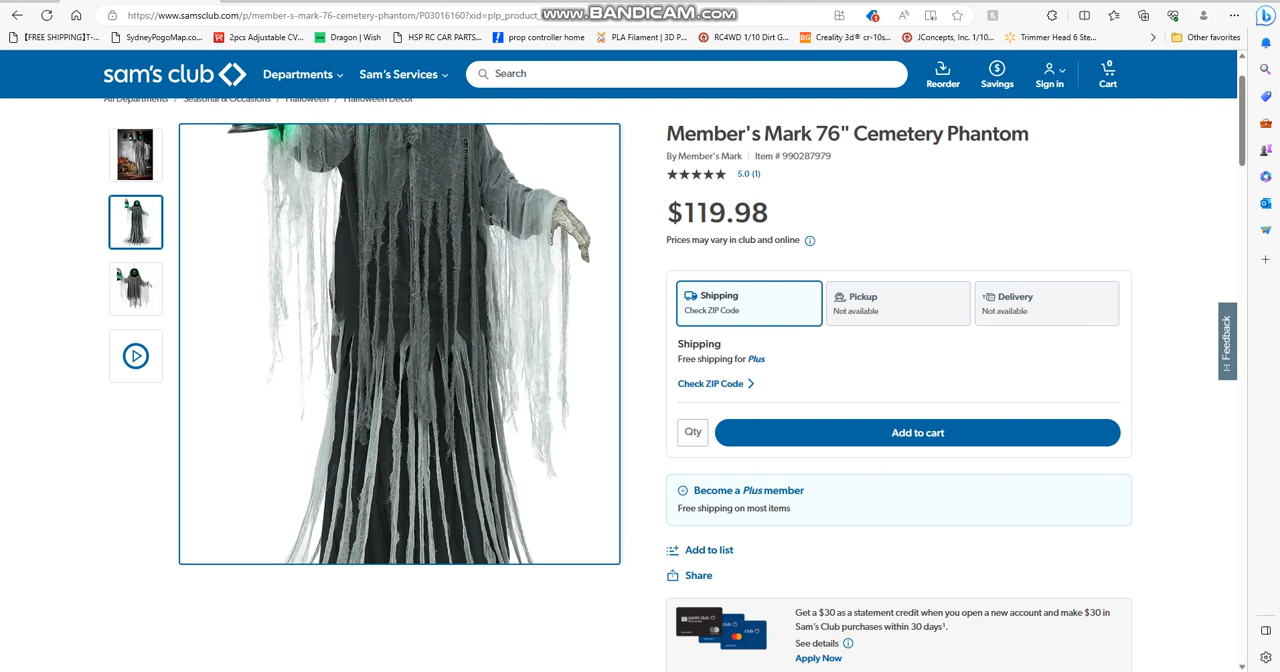 https://www.samsclub.com/p/member-s-mark-76-cemetery-phantom/P03016160?xid=plp_product_
www.BANDICAM.com
【FREE SHIPPING】T-...
SydneyPogoMap.co...
2pcs Adjustable CV...
Dragon | Wish
HSP RC CAR PARTS...
prop controller home
PLA Filament | 3D P...
RC4WD 1/10 Dirt G...
Creality 3d® cr-10s...
JConcepts, Inc. 1/10...
Trimmer Head 6 Ste...
Other favorites
sam's club
Departments
Sam's Services
Search
Reorder
Savings
Sign in
0
Cart
All Departments / Seasonal & Occasions / Halloween / Halloween Decor
Member's Mark 76" Cemetery Phantom
By Member's Mark | Item # 990287979
5.0 (1)
$119.98
Prices may vary in club and online
Shipping
Check ZIP Code
Pickup
Not available
Delivery
Not available
Shipping
Free shipping for Plus
Check ZIP Code
Qty
Add to cart
Become a Plus member
Free shipping on most items
Add to list
Share
Get a $30 as a statement credit when you open a new account and make $30 in
Sam's Club purchases within 30 days¹.
See details
Apply Now
Feedback